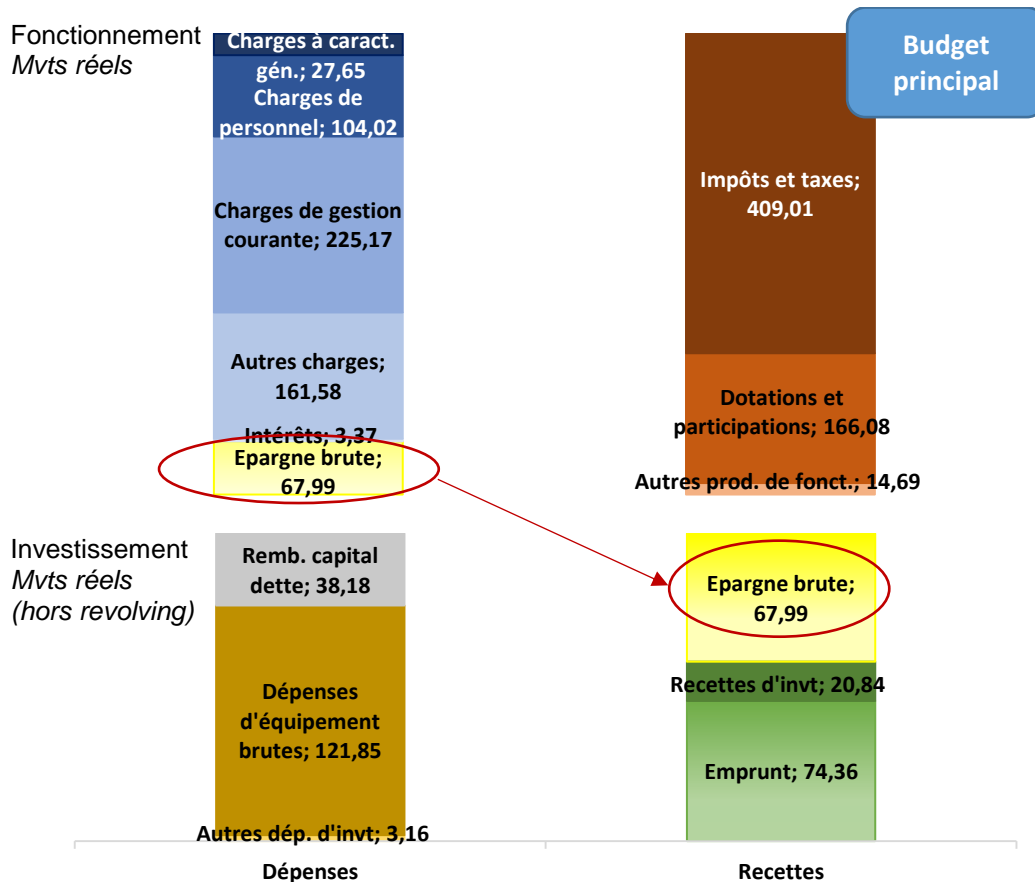 Fonctionnement
Mvts réels
Charges à caract.
gén.; 27,65
Charges de
personnel; 104,02
Charges de gestion
courante; 225,17
Autres charges;
161,58
Intérêts; 3,37
Epargne brute;
67,99
Budget
principal
Impôts et taxes;
409,01
Dotations et
participations; 166,08
Autres prod. de fonct.; 14,69
Investissement
Mvts réels
(hors revolving)
Remb. capital
dette; 38,18
Dépenses
d'équipement
brutes; 121,85
Autres dép. d'invt; 3,16
Epargne brute;
67,99
Recettes d'invt; 20,84
Emprunt; 74,36
Dépenses
Recettes